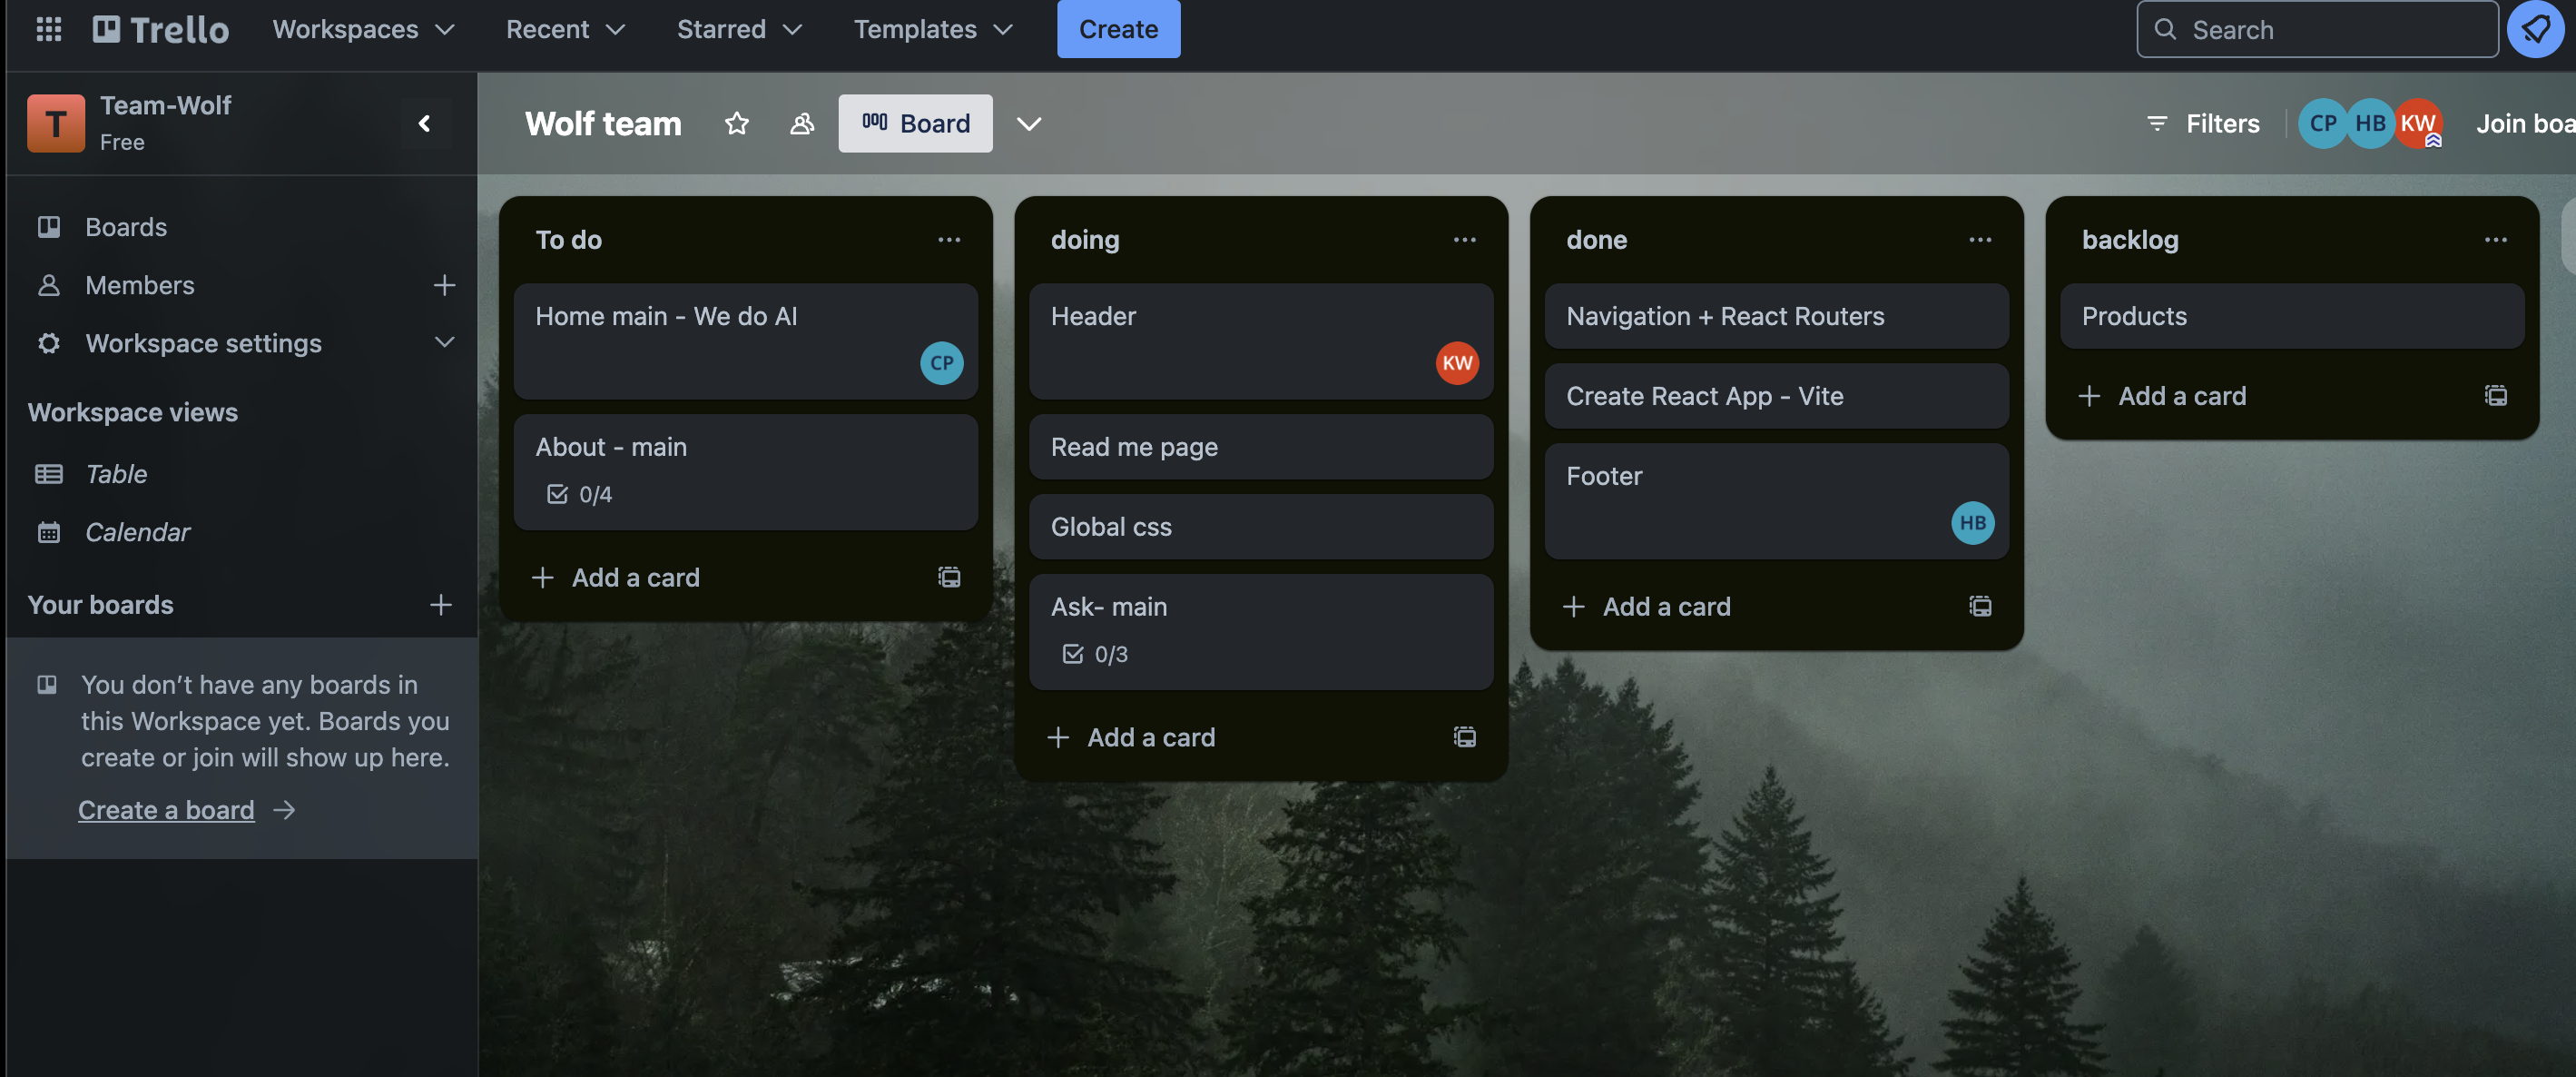 Trello
Workspaces
Recent
Starred
Templates
Create
Search
T
Team-Wolf
Free
Wolf team
Board
Filters
CP
HB
KW
Join boa
Boards
Members
Workspace settings
Workspace views
Table
Calendar
Your boards
You don't have any boards in
this Workspace yet. Boards you
create or join will show up here.
Create a board
To do
Home main - We do AI
CP
About - main
0/4
Add a card
doing
Header
KW
Read me page
Global css
Ask- main
0/3
Add a card
done
Navigation + React Routers
Create React App - Vite
Footer
HB
Add a card
backlog
Products
Add a card